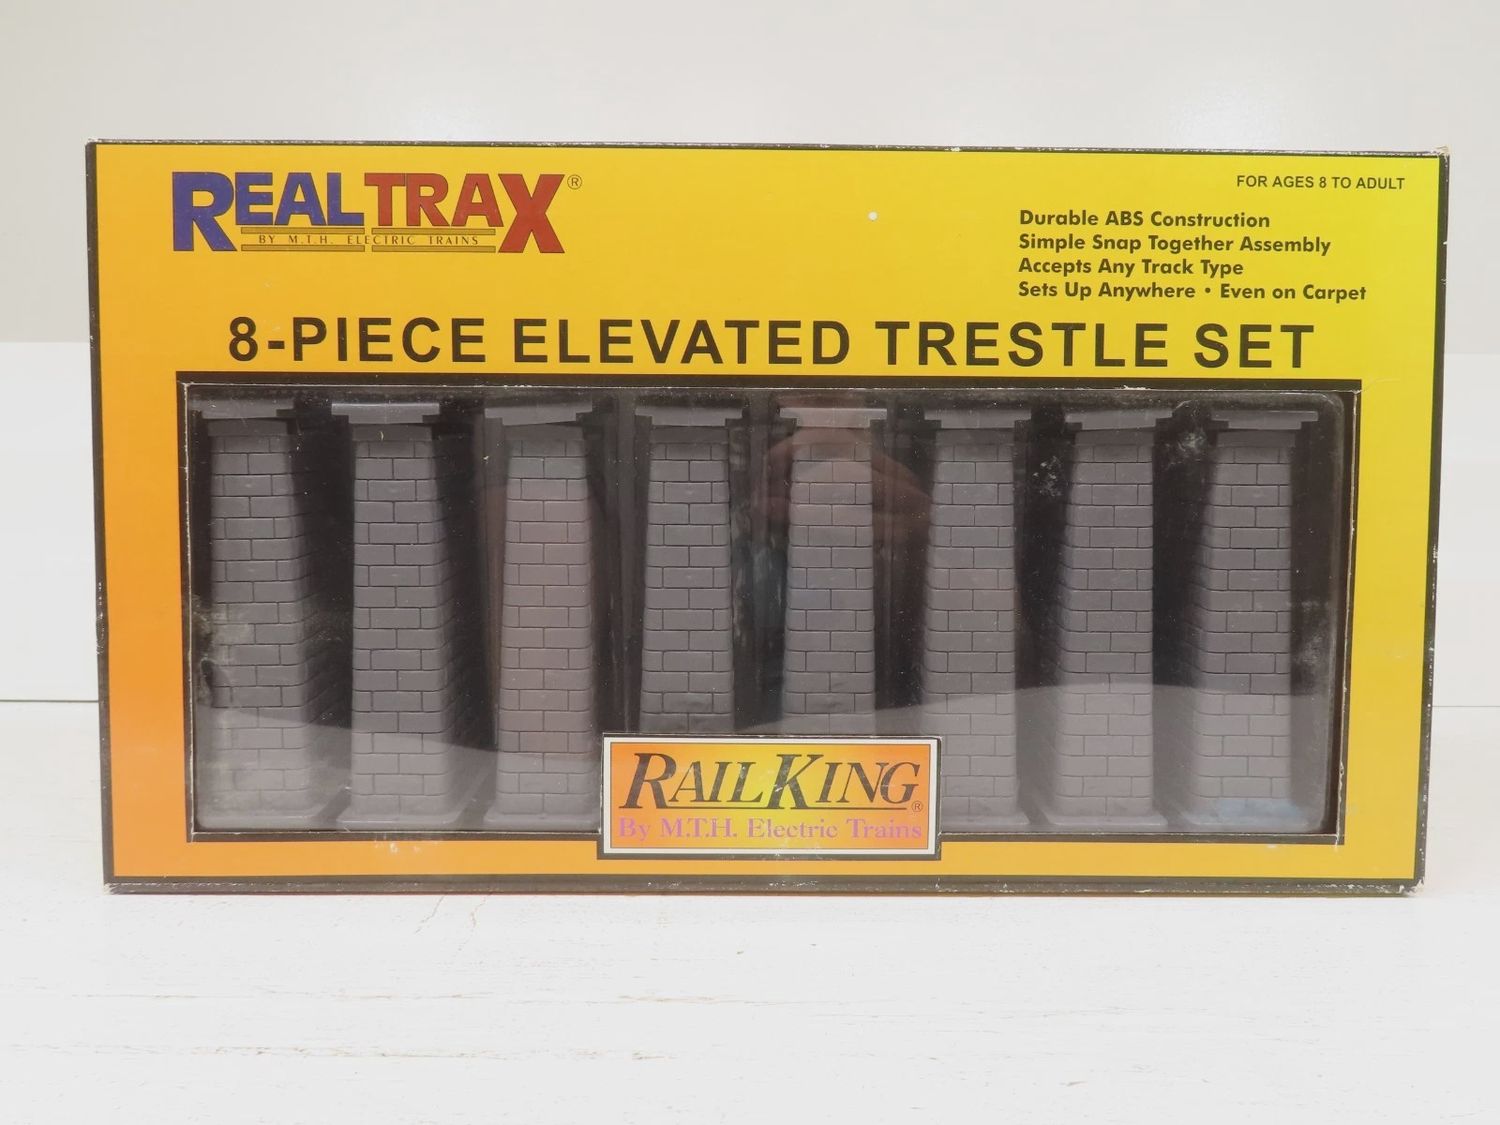 REALTRAX®
BY M.T.H. ELECTRIC TRAINS
FOR AGES 8 TO ADULT
Durable ABS Construction
Simple Snap Together Assembly
Accepts Any Track Type
Sets Up Anywhere • Even on Carpet
8-PIECE ELEVATED TRESTLE SET
RAILKING®
By M.T.H. Electric Trains